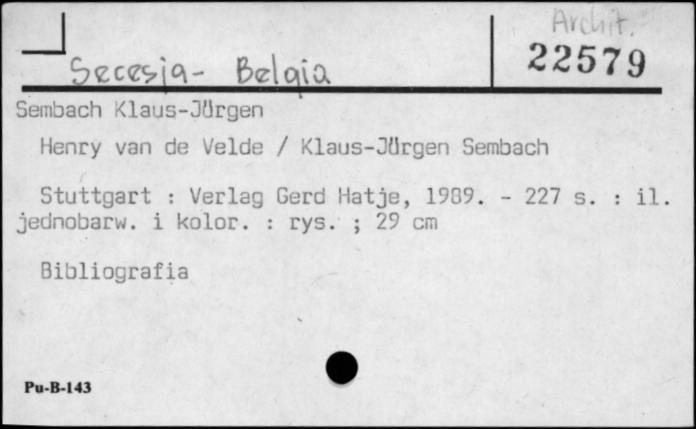 Archit.
22579
Secesja - Belgia
Sembach Klaus-Jürgen
Henry van de Velde / Klaus-Jürgen Sembach
Stuttgart : Verlag Gerd Hatje, 1989. - 227 s. : il.
jednobarw. i kolor. : rys. ; 29 cm
Bibliografia
Pu-B-143